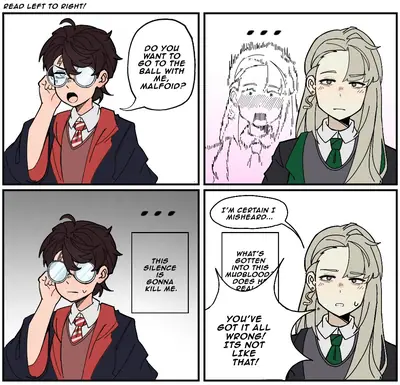 READ LEFT TO RIGHT!
DO YOU
WANT TO
GO TO THE
BALL WITH
ME,
MALFOID?
...
...
THIS
SILENCE
IS
GONNA
KILL ME.
I'M CERTAIN I
MISHEARD...
WHAT'S
GOTTEN
INTO THIS
MUDBLOOD
DOES H
YOU'VE
GOT IT ALL
WRONG!
ITS NOT
LIKE
THAT!